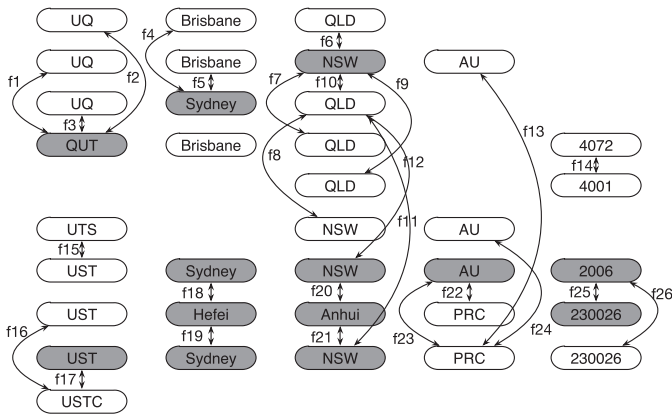 UQ Brisbane QLD
f4 f6
UQ Brisbane NSW AU
f1 f2 f5 f7 f10 f9
UQ Sydney QLD
f3 f13
QUT Brisbane QLD 4072
f8 f12 f14
QLD 4001
UTS NSW AU
f15 f11
UST Sydney NSW AU 2006
f18 f20 f22 f25 f26
UST Hefei Anhui PRC 230026
f16 f19 f21 f23 f24
UST Sydney NSW PRC 230026
f17
USTC